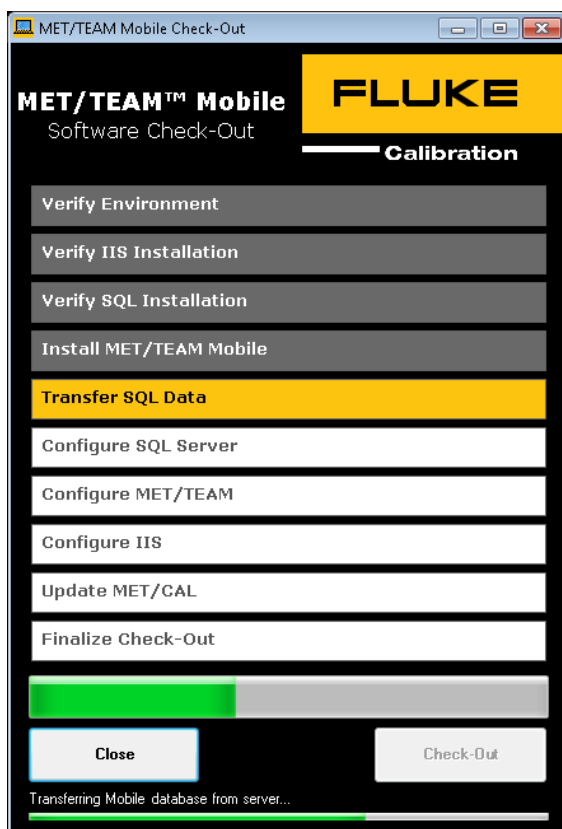 MET/TEAM Mobile Check-Out
MET/TEAM™ Mobile
Software Check-Out
FLUKE
Calibration
Verify Environment
Verify IIS Installation
Verify SQL Installation
Install MET/TEAM Mobile
Transfer SQL Data
Configure SQL Server
Configure MET/TEAM
Configure IIS
Update MET/CAL
Finalize Check-Out
Close
Check-Out
Transferring Mobile database from server...